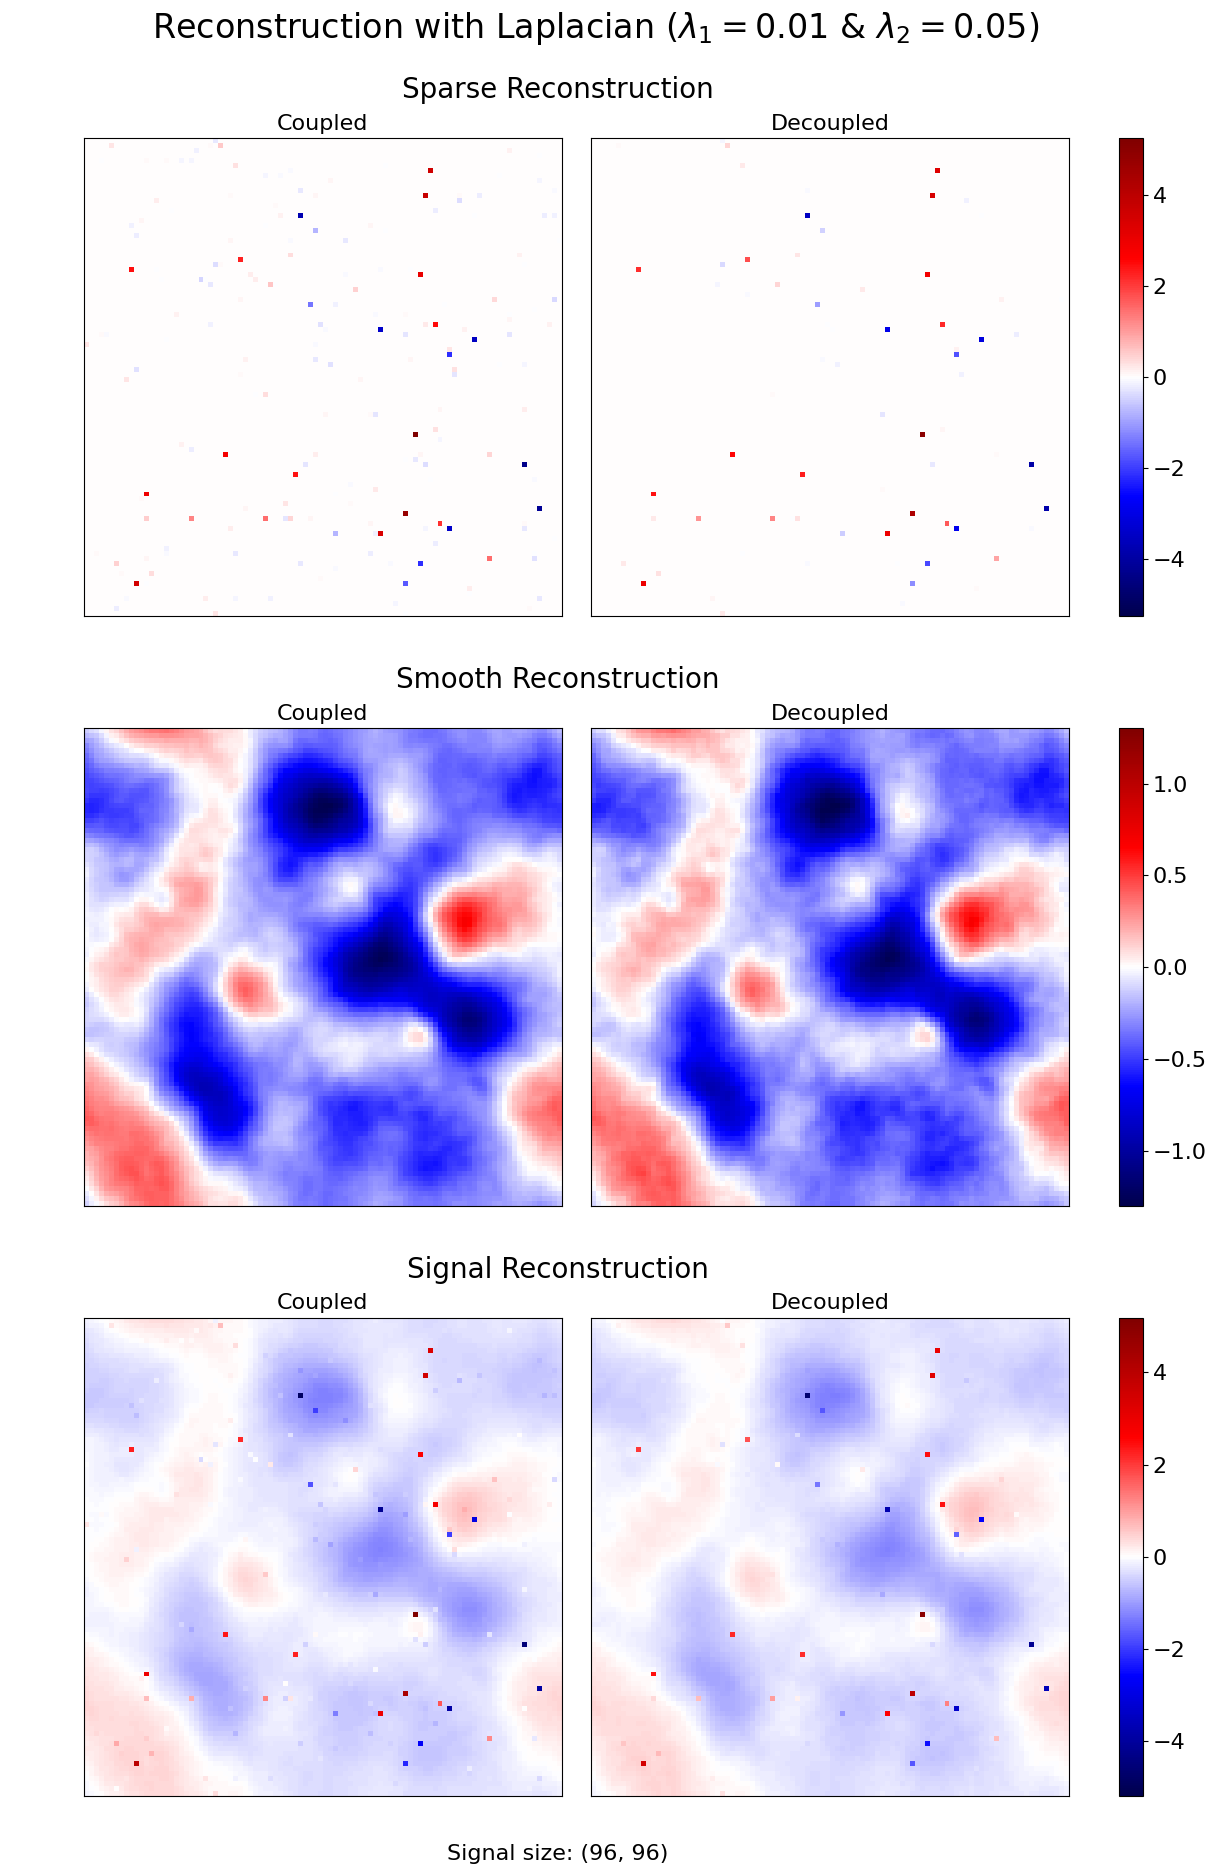 Reconstruction with Laplacian (λ₁ = 0.01 & λ₂ = 0.05)
Sparse Reconstruction
Coupled
Decoupled
4
2
0
−2
−4
Smooth Reconstruction
Coupled
Decoupled
1.0
0.5
0.0
−0.5
−1.0
Signal Reconstruction
Coupled
Decoupled
4
2
0
−2
−4
Signal size: (96, 96)